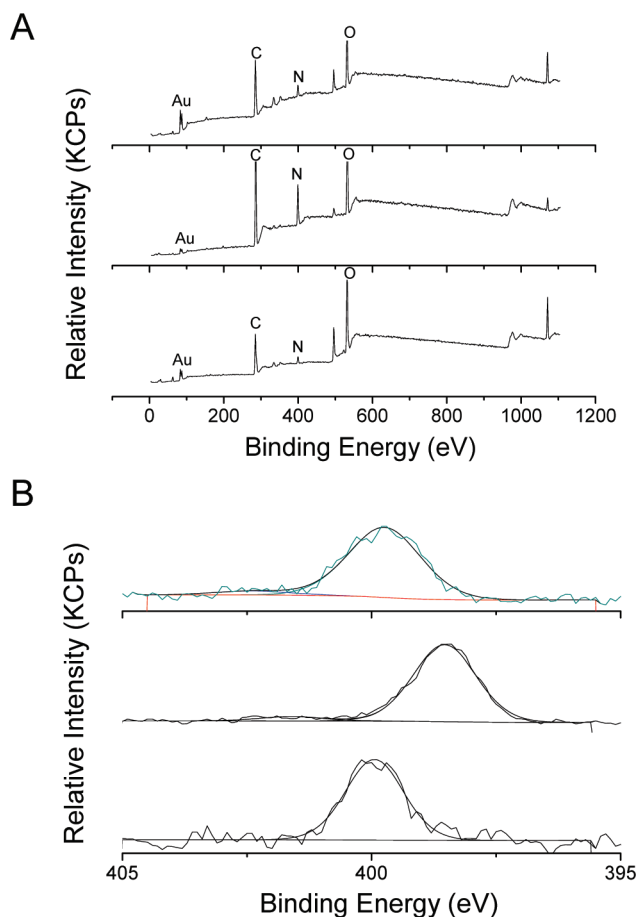 A
Relative Intensity (KCPs)
Au C N O
Au C N O
Au C N O
0 200 400 600 800 1000 1200
Binding Energy (eV)
B
Relative Intensity (KCPs)
405 400 395
Binding Energy (eV)